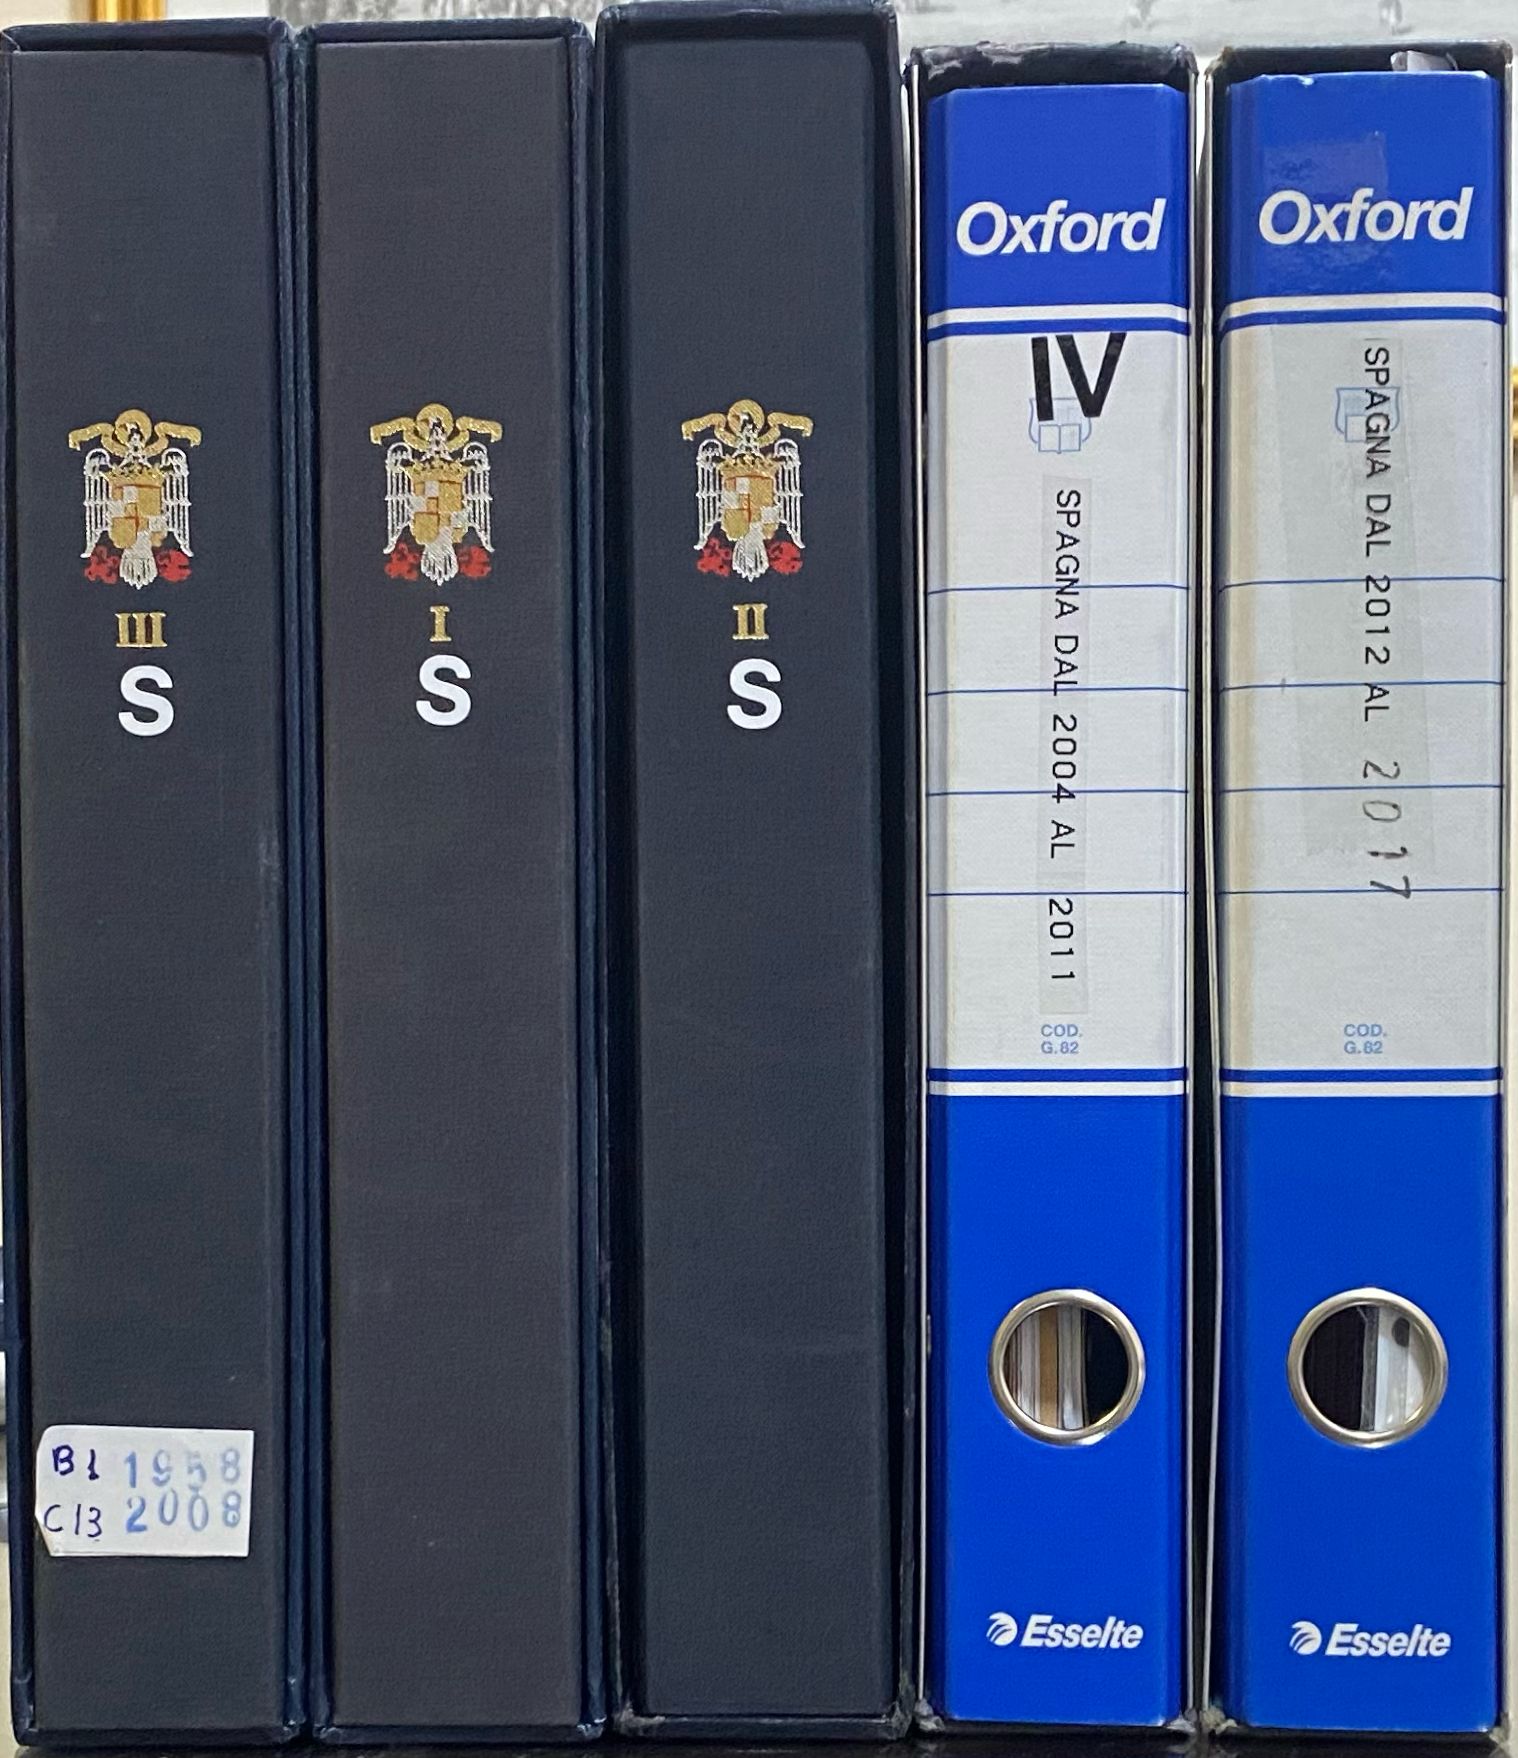 III
S
B1 1958
C13 2008
I
S
II
S
Oxford
IV
SPAGNA DAL 2004 AL 2011
COD.
G.82
Esselte
Oxford
SPAGNA DAL 2012 AL 2017
COD.
G.82
Esselte